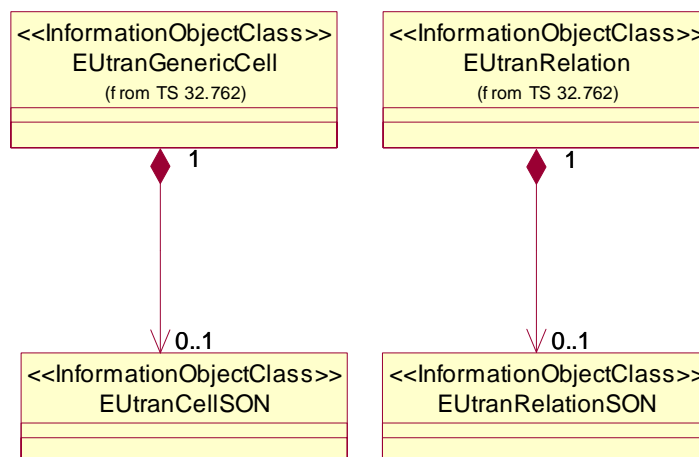 <<InformationObjectClass>>
EUtranGenericCell
(from TS 32.762)
1
0..1
<<InformationObjectClass>>
EUtranCellSON
<<InformationObjectClass>>
EUtranRelation
(from TS 32.762)
1
0..1
<<InformationObjectClass>>
EUtranRelationSON